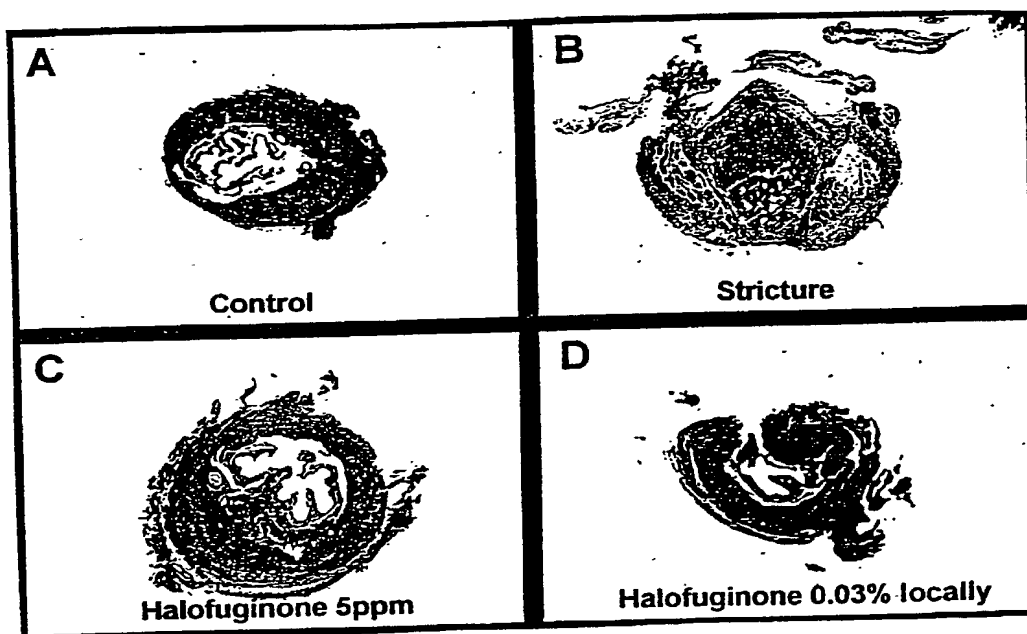 A
Control
B
Stricture
C
Halofuginone 5ppm
D
Halofuginone 0.03% locally